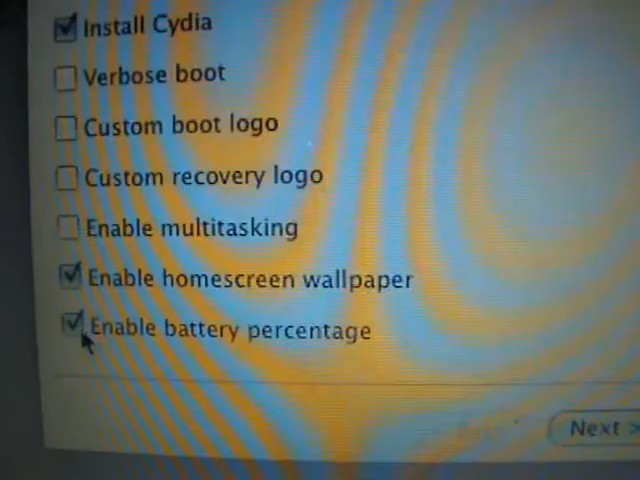 Install Cydia
Verbose boot
Custom boot logo
Custom recovery logo
Enable multitasking
Enable homescreen wallpaper
Enable battery percentage
Next >